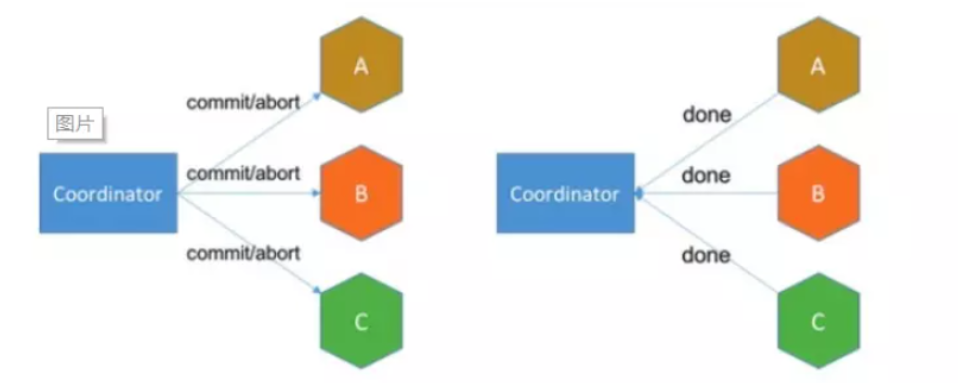 A
commit/abort
图片
Coordinator
commit/abort
B
commit/abort
C
A
done
Coordinator
done
B
done
C